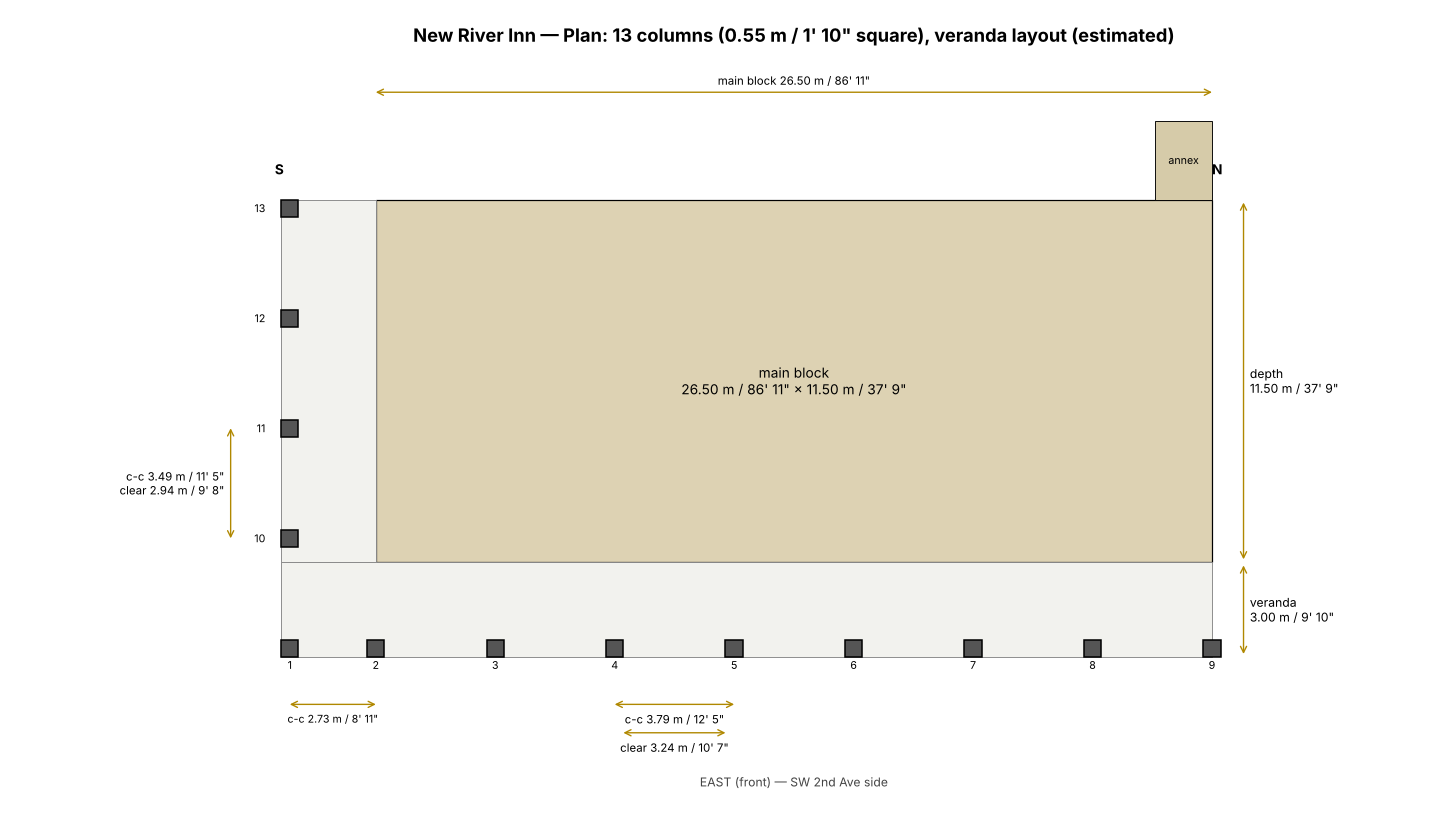 New River Inn — Plan: 13 columns (0.55 m / 1' 10" square), veranda layout (estimated)
main block 26.50 m / 86' 11"
annex
S
N
13
12
main block
26.50 m / 86' 11" × 11.50 m / 37' 9"
depth
11.50 m / 37' 9"
11
c-c 3.49 m / 11' 5"
clear 2.94 m / 9' 8"
10
veranda
3.00 m / 9' 10"
1
2
3
4
5
6
7
8
9
c-c 2.73 m / 8' 11"
c-c 3.79 m / 12' 5"
clear 3.24 m / 10' 7"
EAST (front) — SW 2nd Ave side